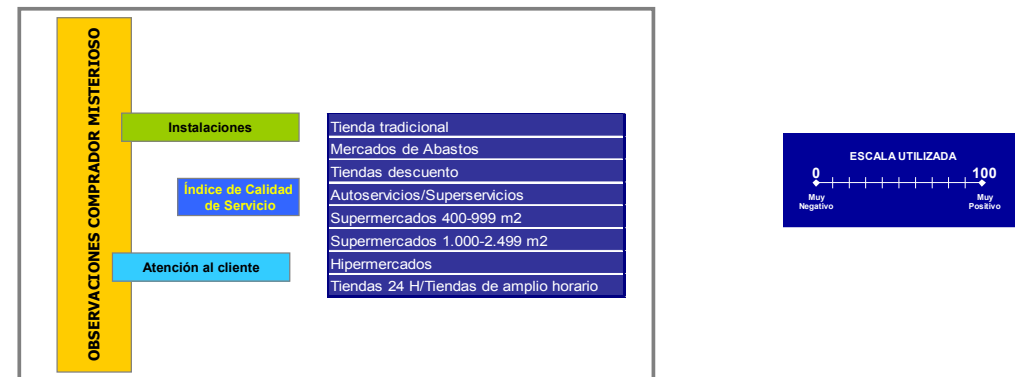 OBSERVACIONES COMPRADOR MISTERIOSO
Instalaciones
Índice de Calidad
de Servicio
Atención al cliente
Tienda tradicional
Mercados de Abastos
Tiendas descuento
Autoservicios/Superservicios
Supermercados 400-999 m2
Supermercados 1.000-2.499 m2
Hipermercados
Tiendas 24 H/Tiendas de amplio horario
ESCALA UTILIZADA
0 100
Muy Muy
Negativo Positivo